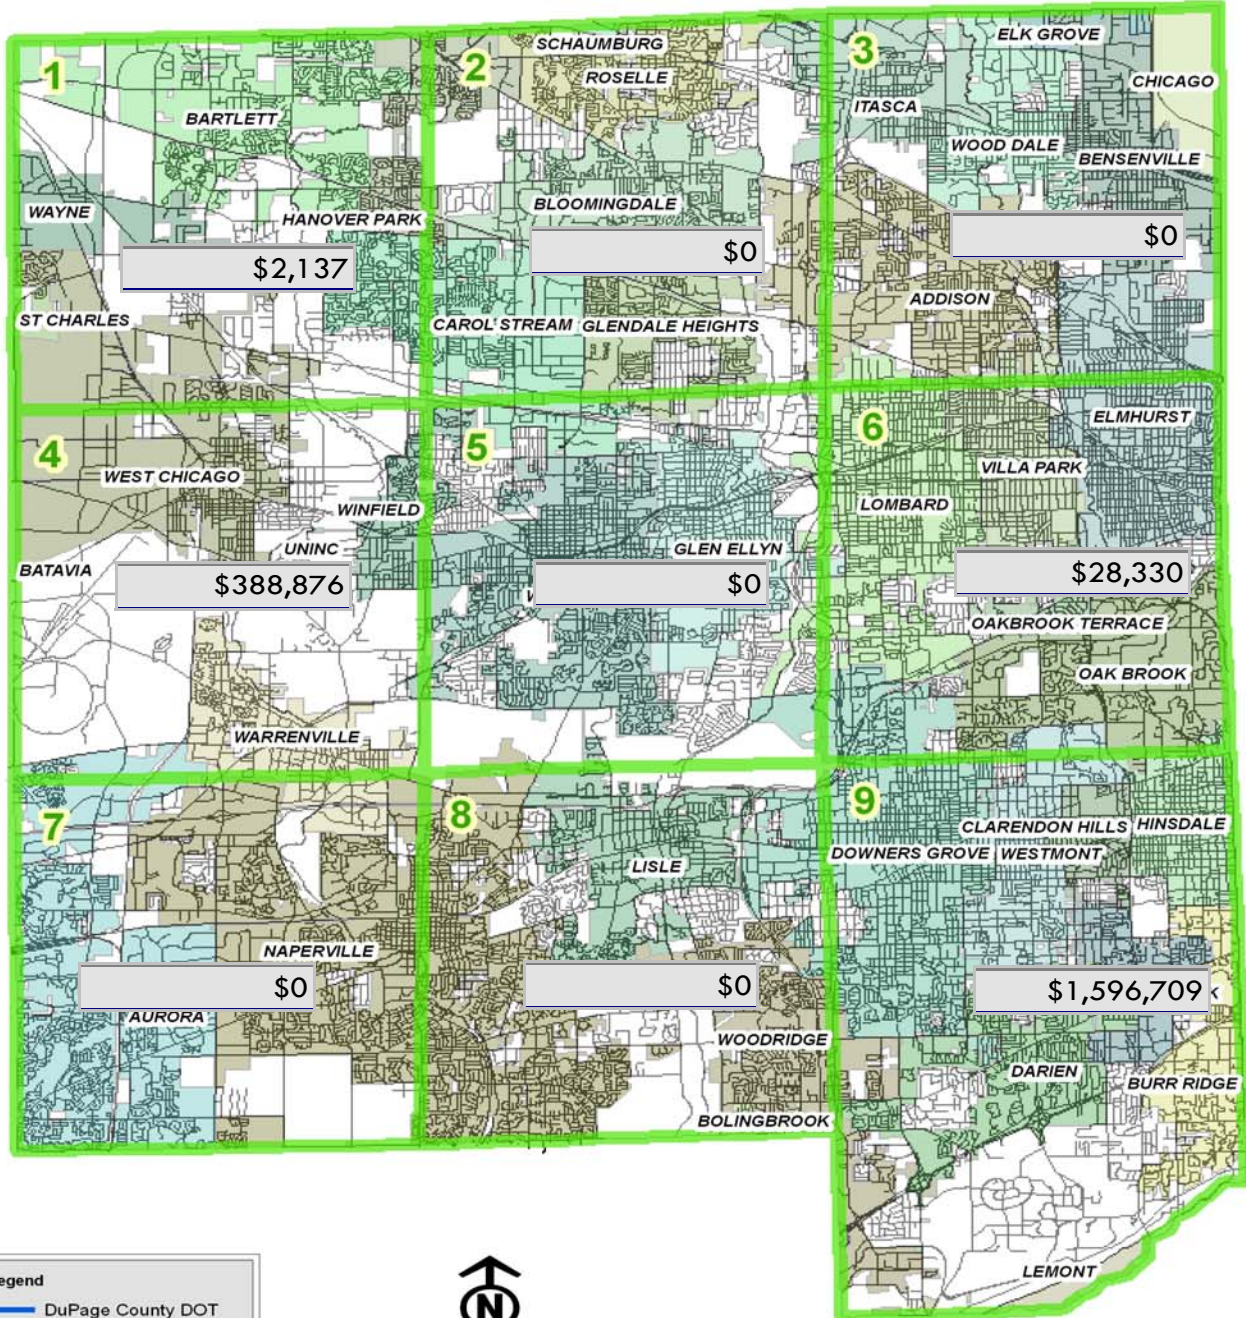 1
BARTLETT
WAYNE
HANOVER PARK
$2,137
ST CHARLES
2
SCHAUMBURG
ROSELLE
BLOOMINGDALE
$0
CAROL STREAM
GLENDALE HEIGHTS
3
ELK GROVE
CHICAGO
ITASCA
WOOD DALE
BENSENVILLE
$0
ADDISON
4
WEST CHICAGO
WINFIELD
UNINC
BATAVIA
$388,876
WARRENVILLE
5
GLEN ELLYN
$0
6
ELMHURST
VILLA PARK
LOMBARD
$28,330
OAKBROOK TERRACE
OAK BROOK
7
NAPERVILLE
$0
AURORA
8
LISLE
$0
WOODRIDGE
BOLINGBROOK
9
CLARENDON HILLS
HINSDALE
DOWNERS GROVE
WESTMONT
$1,596,709
K
DARIEN
BURR RIDGE
LEMONT
egend
DuPage County DOT
N